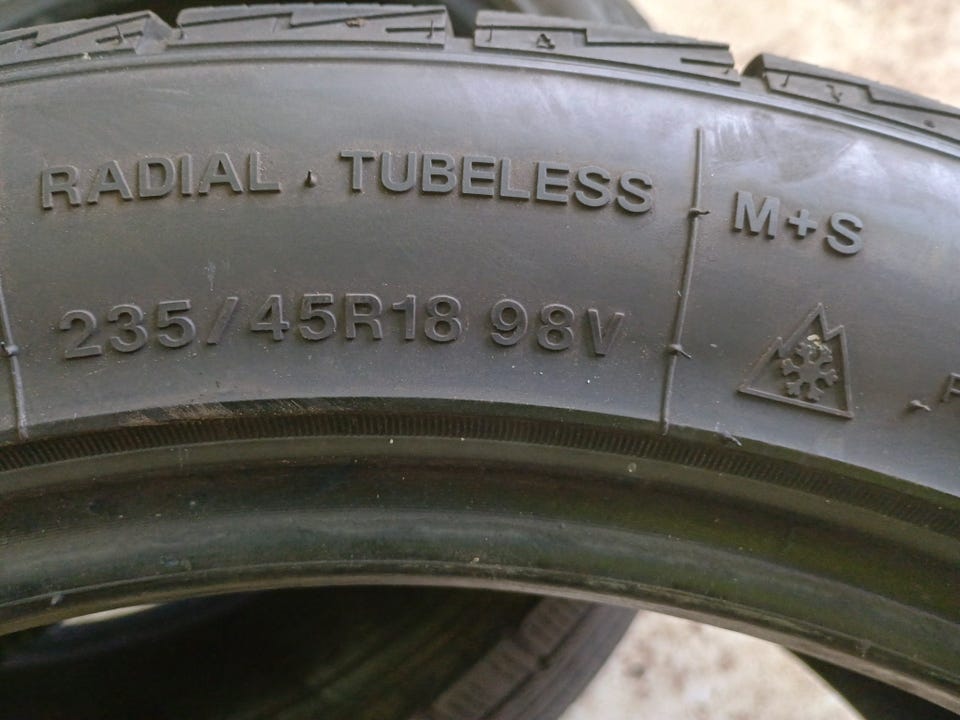 RADIAL · TUBELESS
M+S
235/45R18 98V